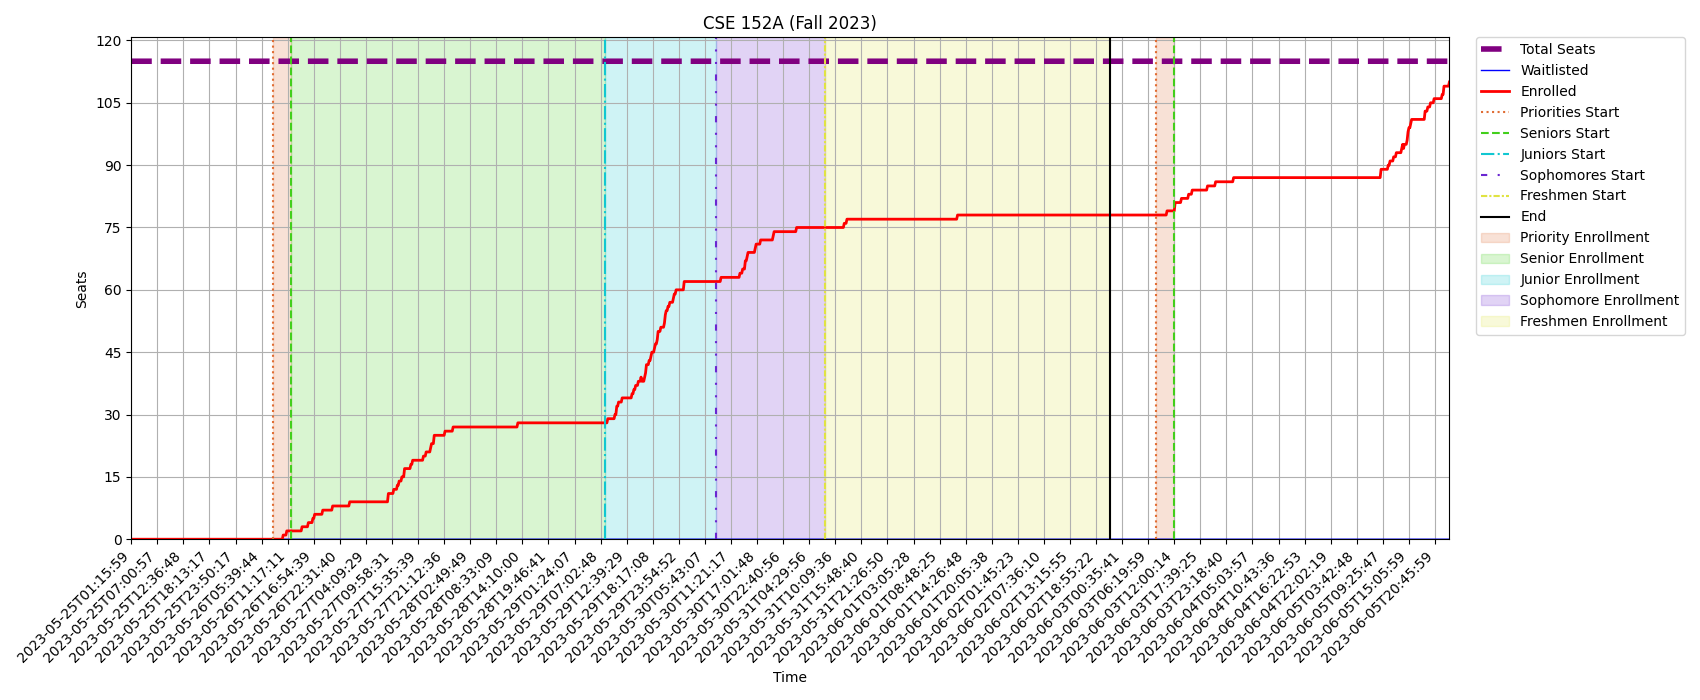 CSE 152A (Fall 2023)
120
105
90
75
60
45
30
15
0
Seats
2023-05-25T01:15:59
2023-05-25T07:00:57
2023-05-25T12:36:48
2023-05-25T18:13:17
2023-05-25T23:50:17
2023-05-26T05:39:44
2023-05-26T11:17:11
2023-05-26T16:54:39
2023-05-26T22:31:40
2023-05-27T04:09:29
2023-05-27T09:58:31
2023-05-27T15:35:39
2023-05-27T21:12:36
2023-05-28T02:49:49
2023-05-28T08:33:09
2023-05-28T14:10:00
2023-05-28T19:46:41
2023-05-29T01:24:07
2023-05-29T07:02:48
2023-05-29T12:39:29
2023-05-29T18:17:08
2023-05-29T23:54:52
2023-05-30T05:43:07
2023-05-30T11:21:17
2023-05-30T17:01:48
2023-05-30T22:40:56
2023-05-31T04:29:56
2023-05-31T10:09:36
2023-05-31T15:48:40
2023-05-31T21:26:50
2023-06-01T03:05:28
2023-06-01T08:48:25
2023-06-01T14:26:48
2023-06-01T20:05:38
2023-06-02T01:45:23
2023-06-02T07:36:10
2023-06-02T13:15:55
2023-06-02T18:55:22
2023-06-03T00:35:41
2023-06-03T06:19:59
2023-06-03T12:00:14
2023-06-03T17:39:25
2023-06-03T23:18:40
2023-06-04T05:03:57
2023-06-04T10:43:36
2023-06-04T16:22:53
2023-06-04T22:02:19
2023-06-05T03:42:48
2023-06-05T09:25:47
2023-06-05T15:05:59
2023-06-05T20:45:59
Time
Total Seats
Waitlisted
Enrolled
Priorities Start
Seniors Start
Juniors Start
Sophomores Start
Freshmen Start
End
Priority Enrollment
Senior Enrollment
Junior Enrollment
Sophomore Enrollment
Freshmen Enrollment